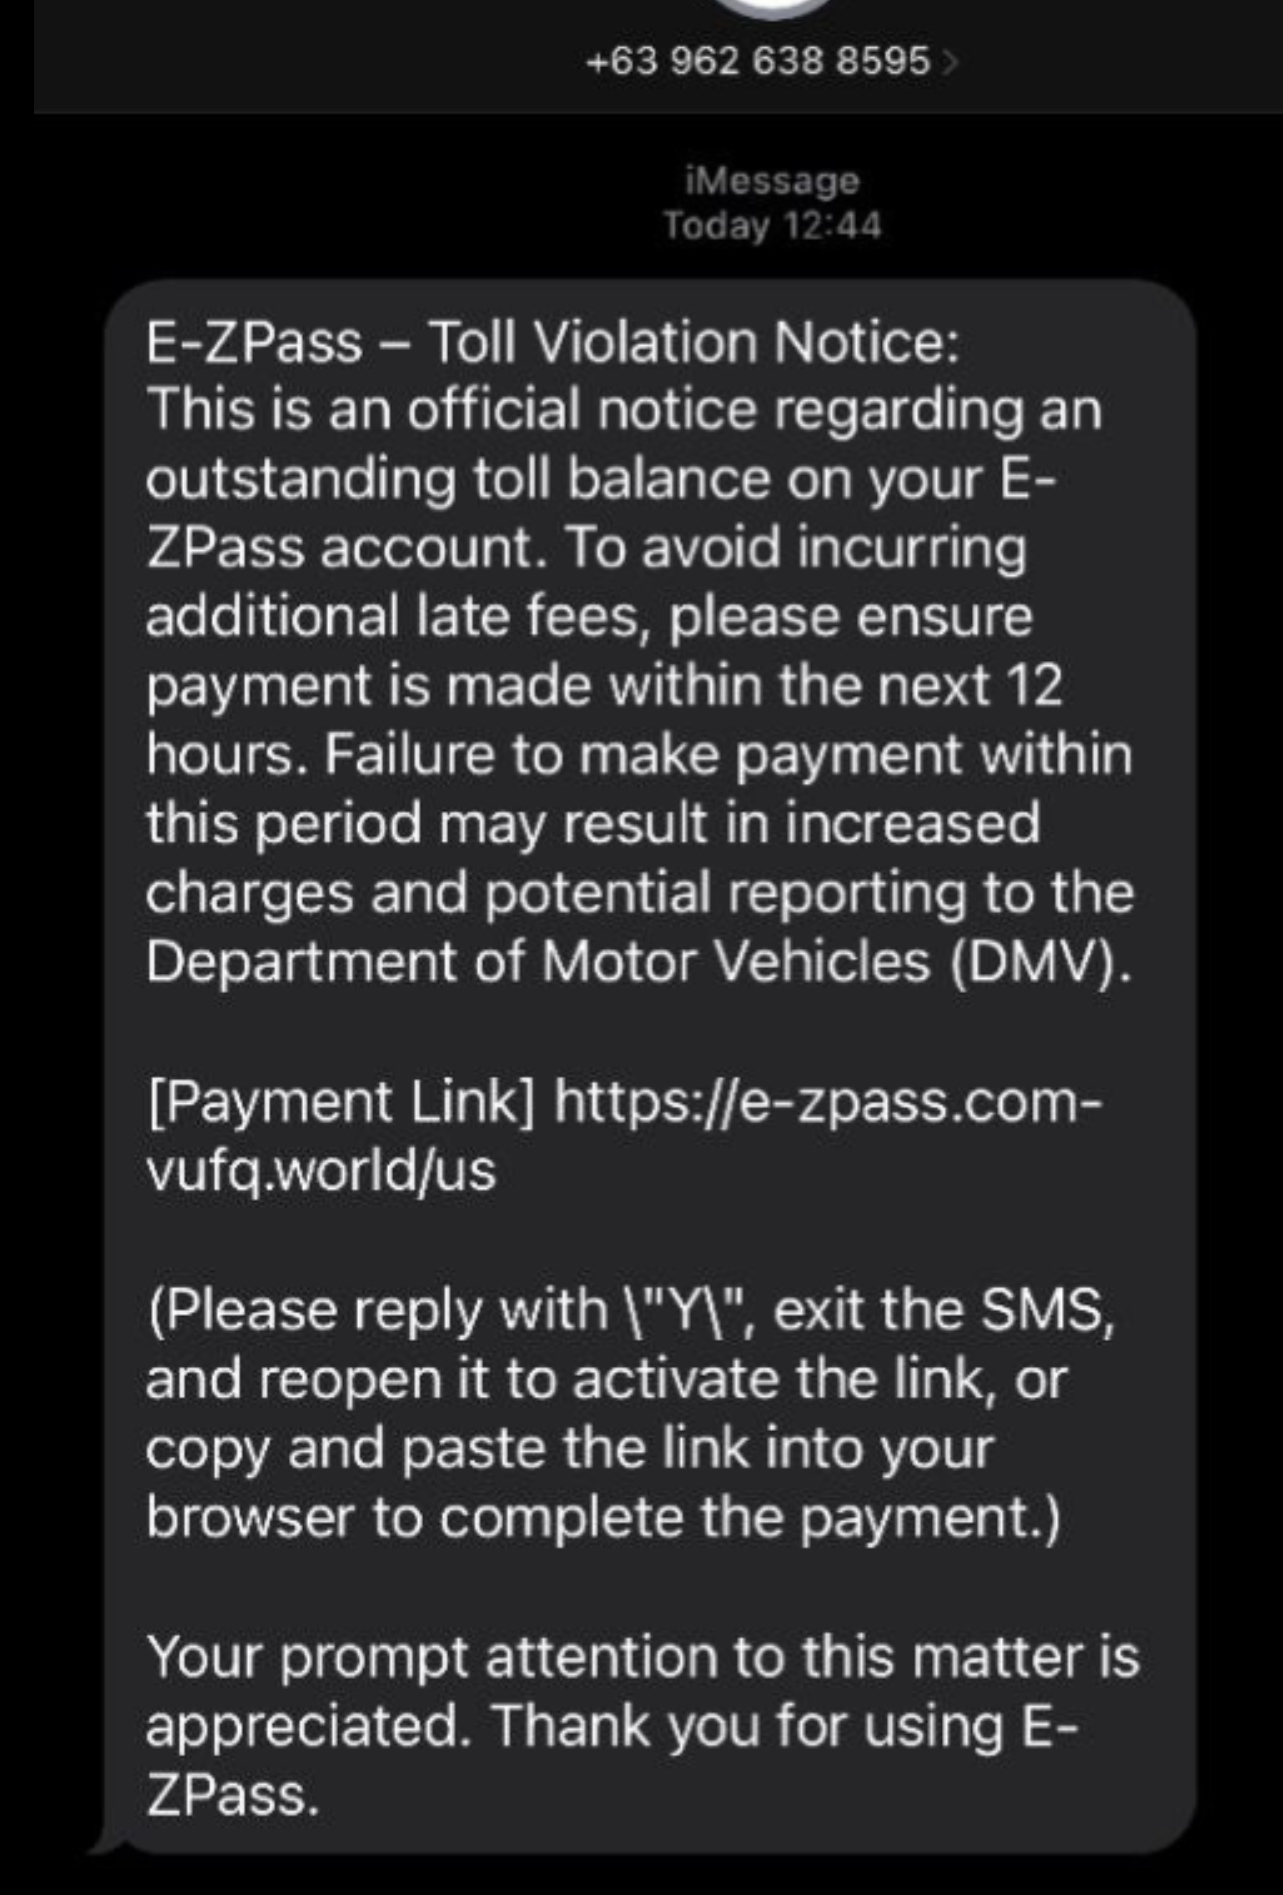 +63 962 638 8595 >
iMessage
Today 12:44
E-ZPass – Toll Violation Notice:
This is an official notice regarding an
outstanding toll balance on your E-
ZPass account. To avoid incurring
additional late fees, please ensure
payment is made within the next 12
hours. Failure to make payment within
this period may result in increased
charges and potential reporting to the
Department of Motor Vehicles (DMV).
[Payment Link] https://e-zpass.com-
vufq.world/us
(Please reply with \"Y\", exit the SMS,
and reopen it to activate the link, or
copy and paste the link into your
browser to complete the payment.)
Your prompt attention to this matter is
appreciated. Thank you for using E-
ZPass.